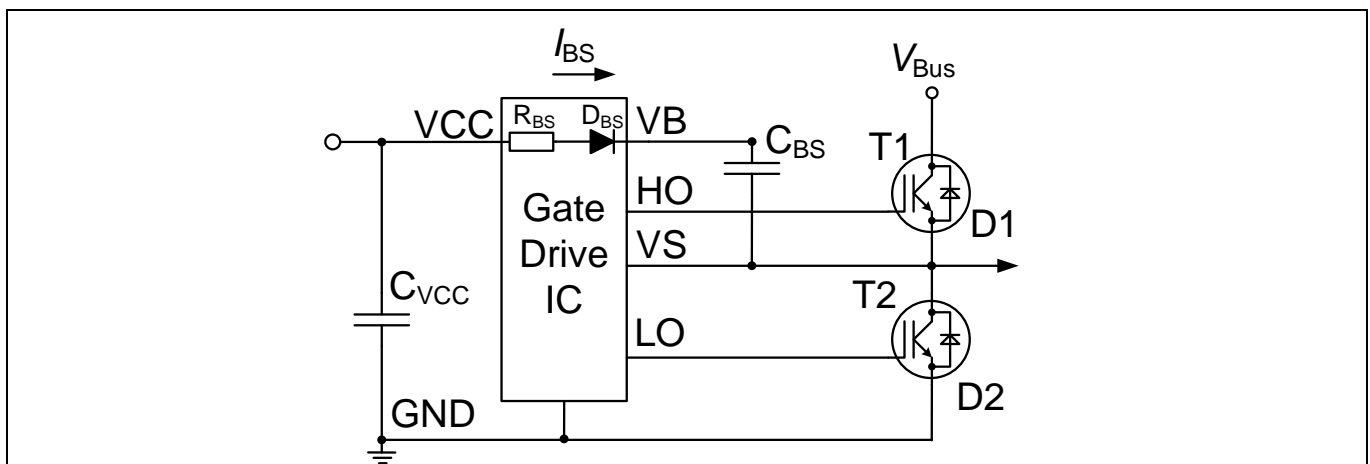 I_BS
V_Bus
VCC
R_BS
D_BS
VB
C_BS
T1
HO
Gate
Drive
IC
D1
VS
C_VCC
T2
LO
D2
GND